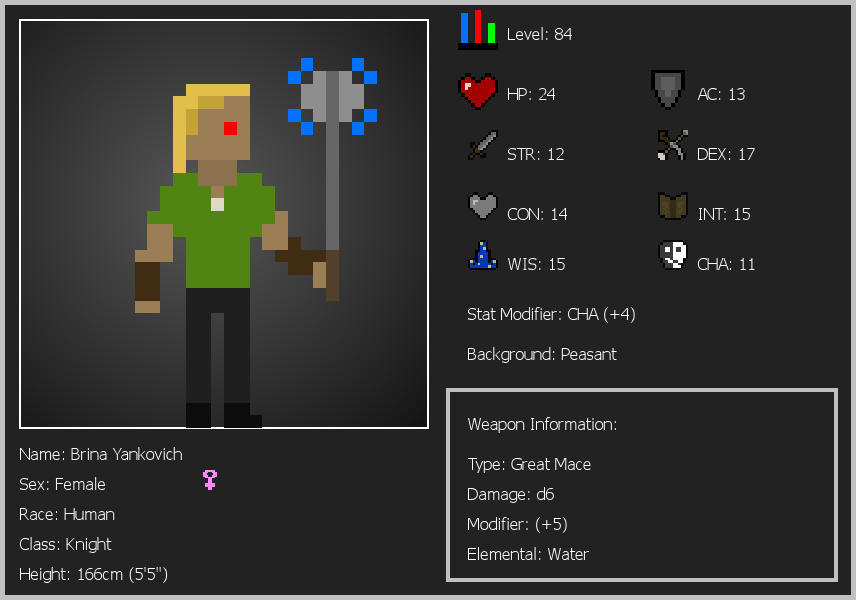 Level: 84
HP: 24
AC: 13
STR: 12
DEX: 17
CON: 14
INT: 15
WIS: 15
CHA: 11
Stat Modifier: CHA (+4)
Background: Peasant
Weapon Information:
Type: Great Mace
Damage: d6
Modifier: (+5)
Elemental: Water
Name: Brina Yankovich
Sex: Female
Race: Human
Class: Knight
Height: 166cm (5'5")